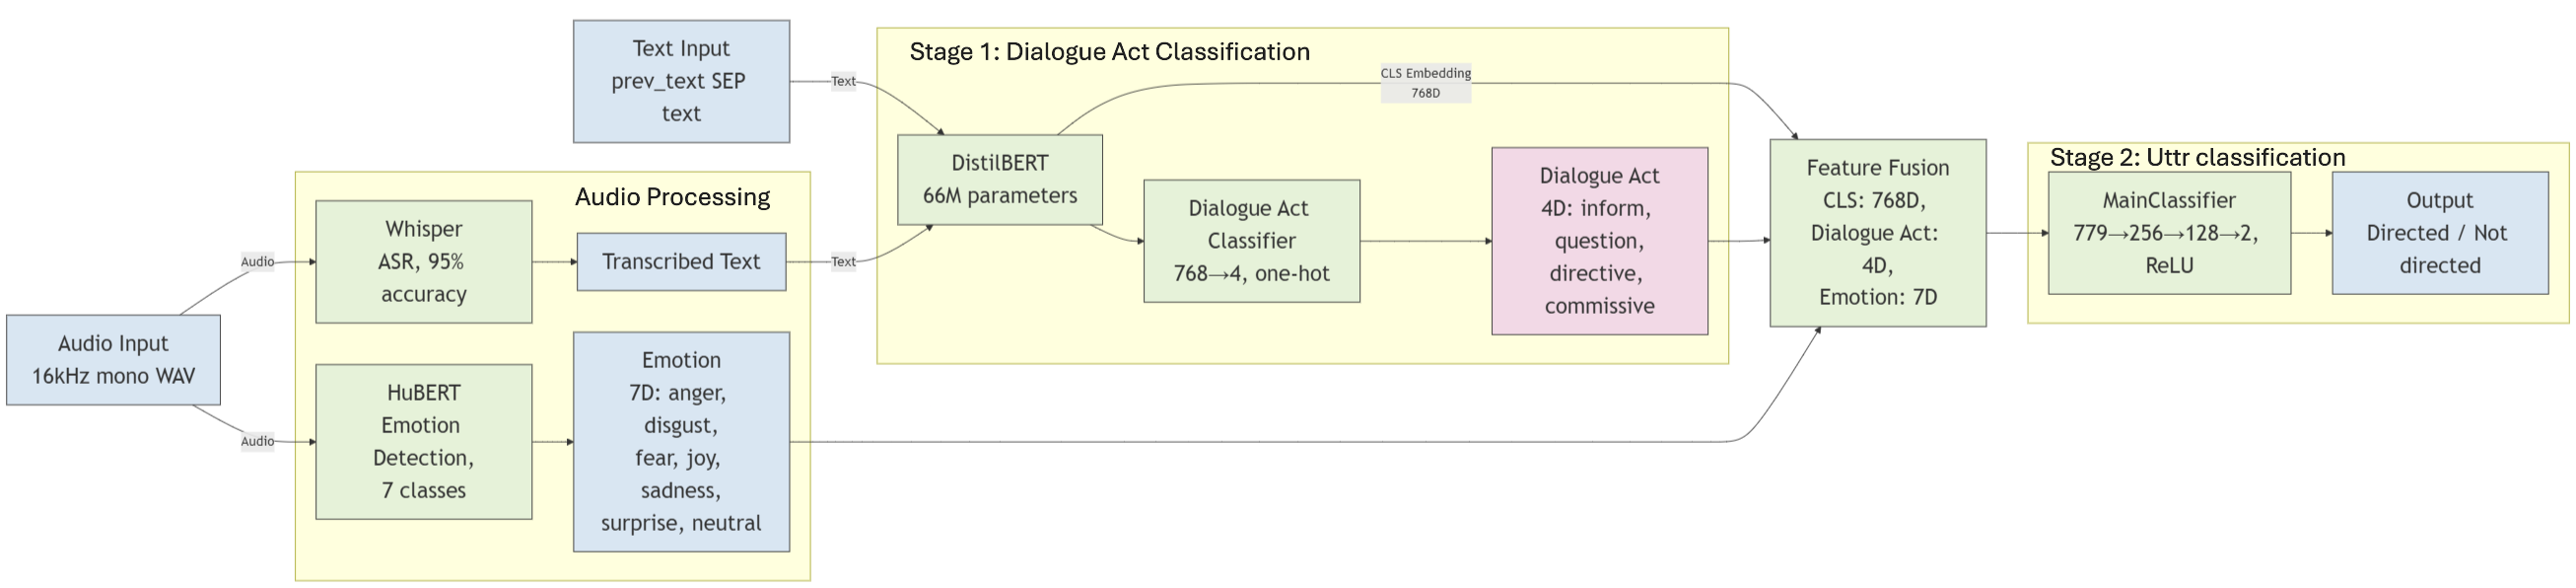 Audio Input
16kHz mono WAV
Audio
Audio
Audio Processing
Whisper
ASR, 95%
accuracy
Transcribed Text
HuBERT
Emotion
Detection,
7 classes
Emotion
7D: anger,
disgust,
fear, joy,
sadness,
surprise, neutral
Text Input
prev_text SEP
text
Text
Text
Stage 1: Dialogue Act Classification
DistilBERT
66M parameters
CLS Embedding
768D
Dialogue Act
Classifier
768→4, one-hot
Dialogue Act
4D: inform,
question,
directive,
commissive
Feature Fusion
CLS: 768D,
Dialogue Act:
4D,
Emotion: 7D
Stage 2: Uttr classification
MainClassifier
779→256→128→2,
ReLU
Output
Directed / Not
directed